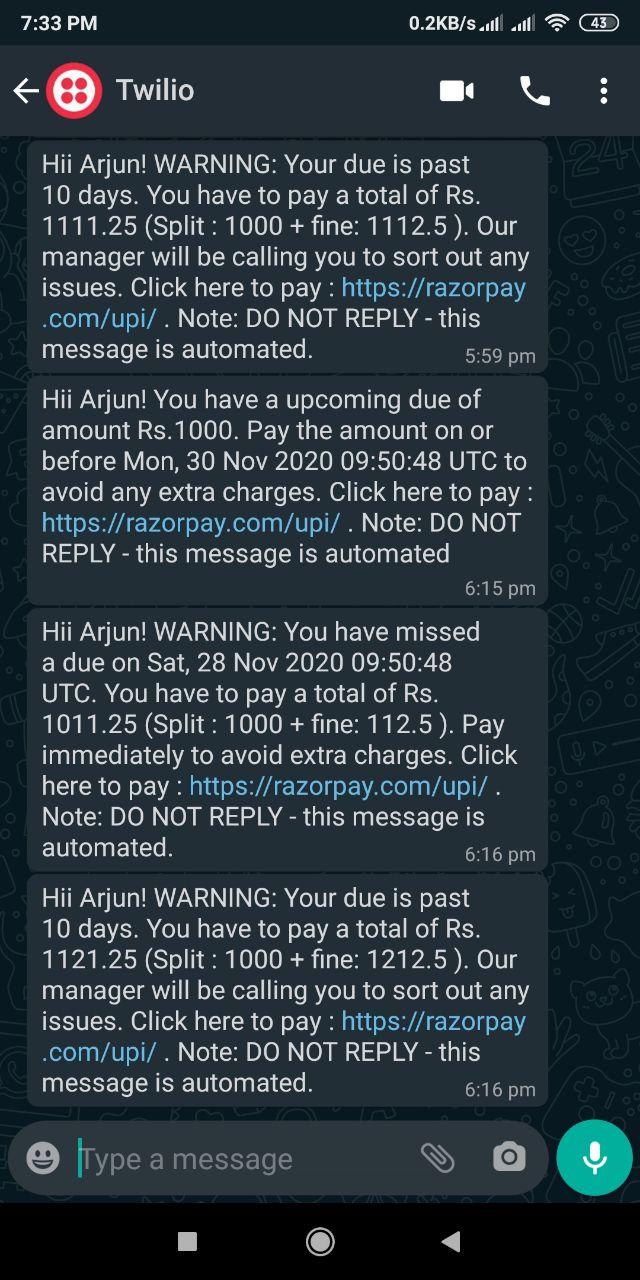 7:33 PM
0.2KB/s
43
Twilio
Hii Arjun! WARNING: Your due is past
10 days. You have to pay a total of Rs.
1111.25 (Split : 1000 + fine: 1112.5 ). Our
manager will be calling you to sort out any
issues. Click here to pay : https://razorpay
.com/upi/ . Note: DO NOT REPLY - this
message is automated.
5:59 pm
Hii Arjun! You have a upcoming due of
amount Rs.1000. Pay the amount on or
before Mon, 30 Nov 2020 09:50:48 UTC to
avoid any extra charges. Click here to pay :
https://razorpay.com/upi/ . Note: DO NOT
REPLY - this message is automated
6:15 pm
Hii Arjun! WARNING: You have missed
a due on Sat, 28 Nov 2020 09:50:48
UTC. You have to pay a total of Rs.
1011.25 (Split : 1000 + fine: 112.5 ). Pay
immediately to avoid extra charges. Click
here to pay : https://razorpay.com/upi/ .
Note: DO NOT REPLY - this message is
automated.
6:16 pm
Hii Arjun! WARNING: Your due is past
10 days. You have to pay a total of Rs.
1121.25 (Split : 1000 + fine: 1212.5 ). Our
manager will be calling you to sort out any
issues. Click here to pay : https://razorpay
.com/upi/ . Note: DO NOT REPLY - this
message is automated.
6:16 pm
Type a message